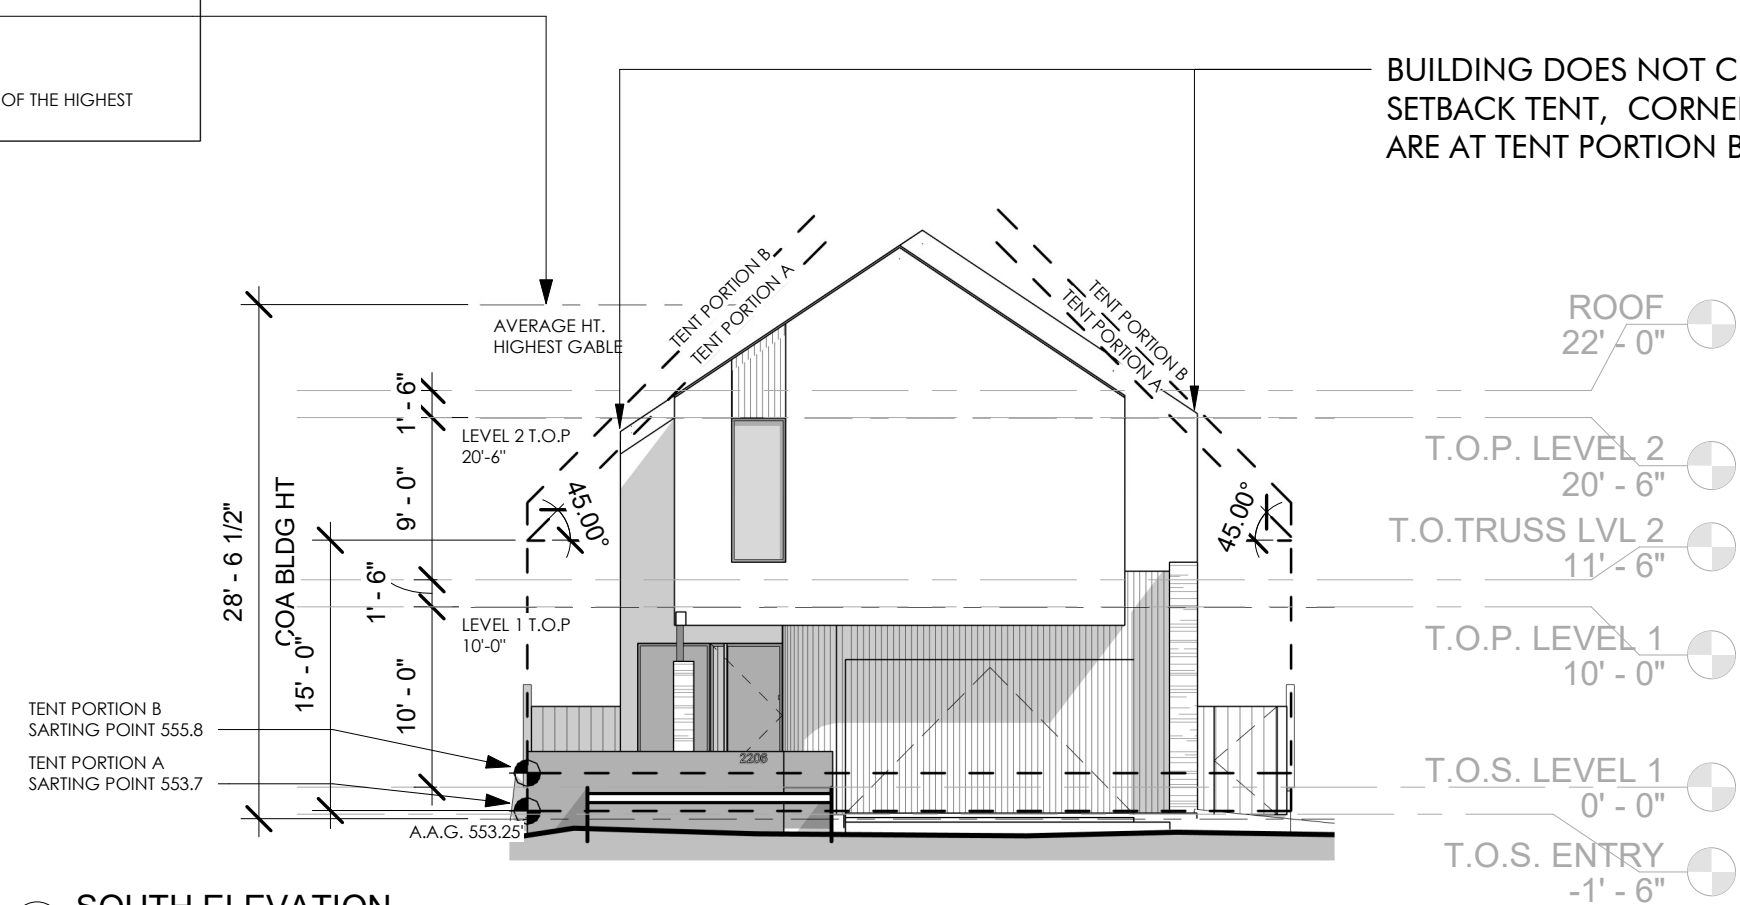 OF THE HIGHEST
BUILDING DOES NOT C
SETBACK TENT, CORNE
ARE AT TENT PORTION B
TENT PORTION B
TENT PORTION A
TENT PORTION B
TENT PORTION A
AVERAGE HT.
HIGHEST GABLE
28' - 6 1/2"
COA BLDG HT
15' - 0"
1' - 6"
9' - 0"
1' - 6"
10' - 0"
LEVEL 2 T.O.P
20'-6"
45.00°
45.00°
LEVEL 1 T.O.P
10'-0"
TENT PORTION B
SARTING POINT 555.8
TENT PORTION A
SARTING POINT 553.7
A.A.G. 553.25'
2206
ROOF
22' - 0"
T.O.P. LEVEL 2
20' - 6"
T.O.TRUSS LVL 2
11' - 6"
T.O.P. LEVEL 1
10' - 0"
T.O.S. LEVEL 1
0' - 0"
T.O.S. ENTRY
-1' - 6"
SOUTH ELEVATION